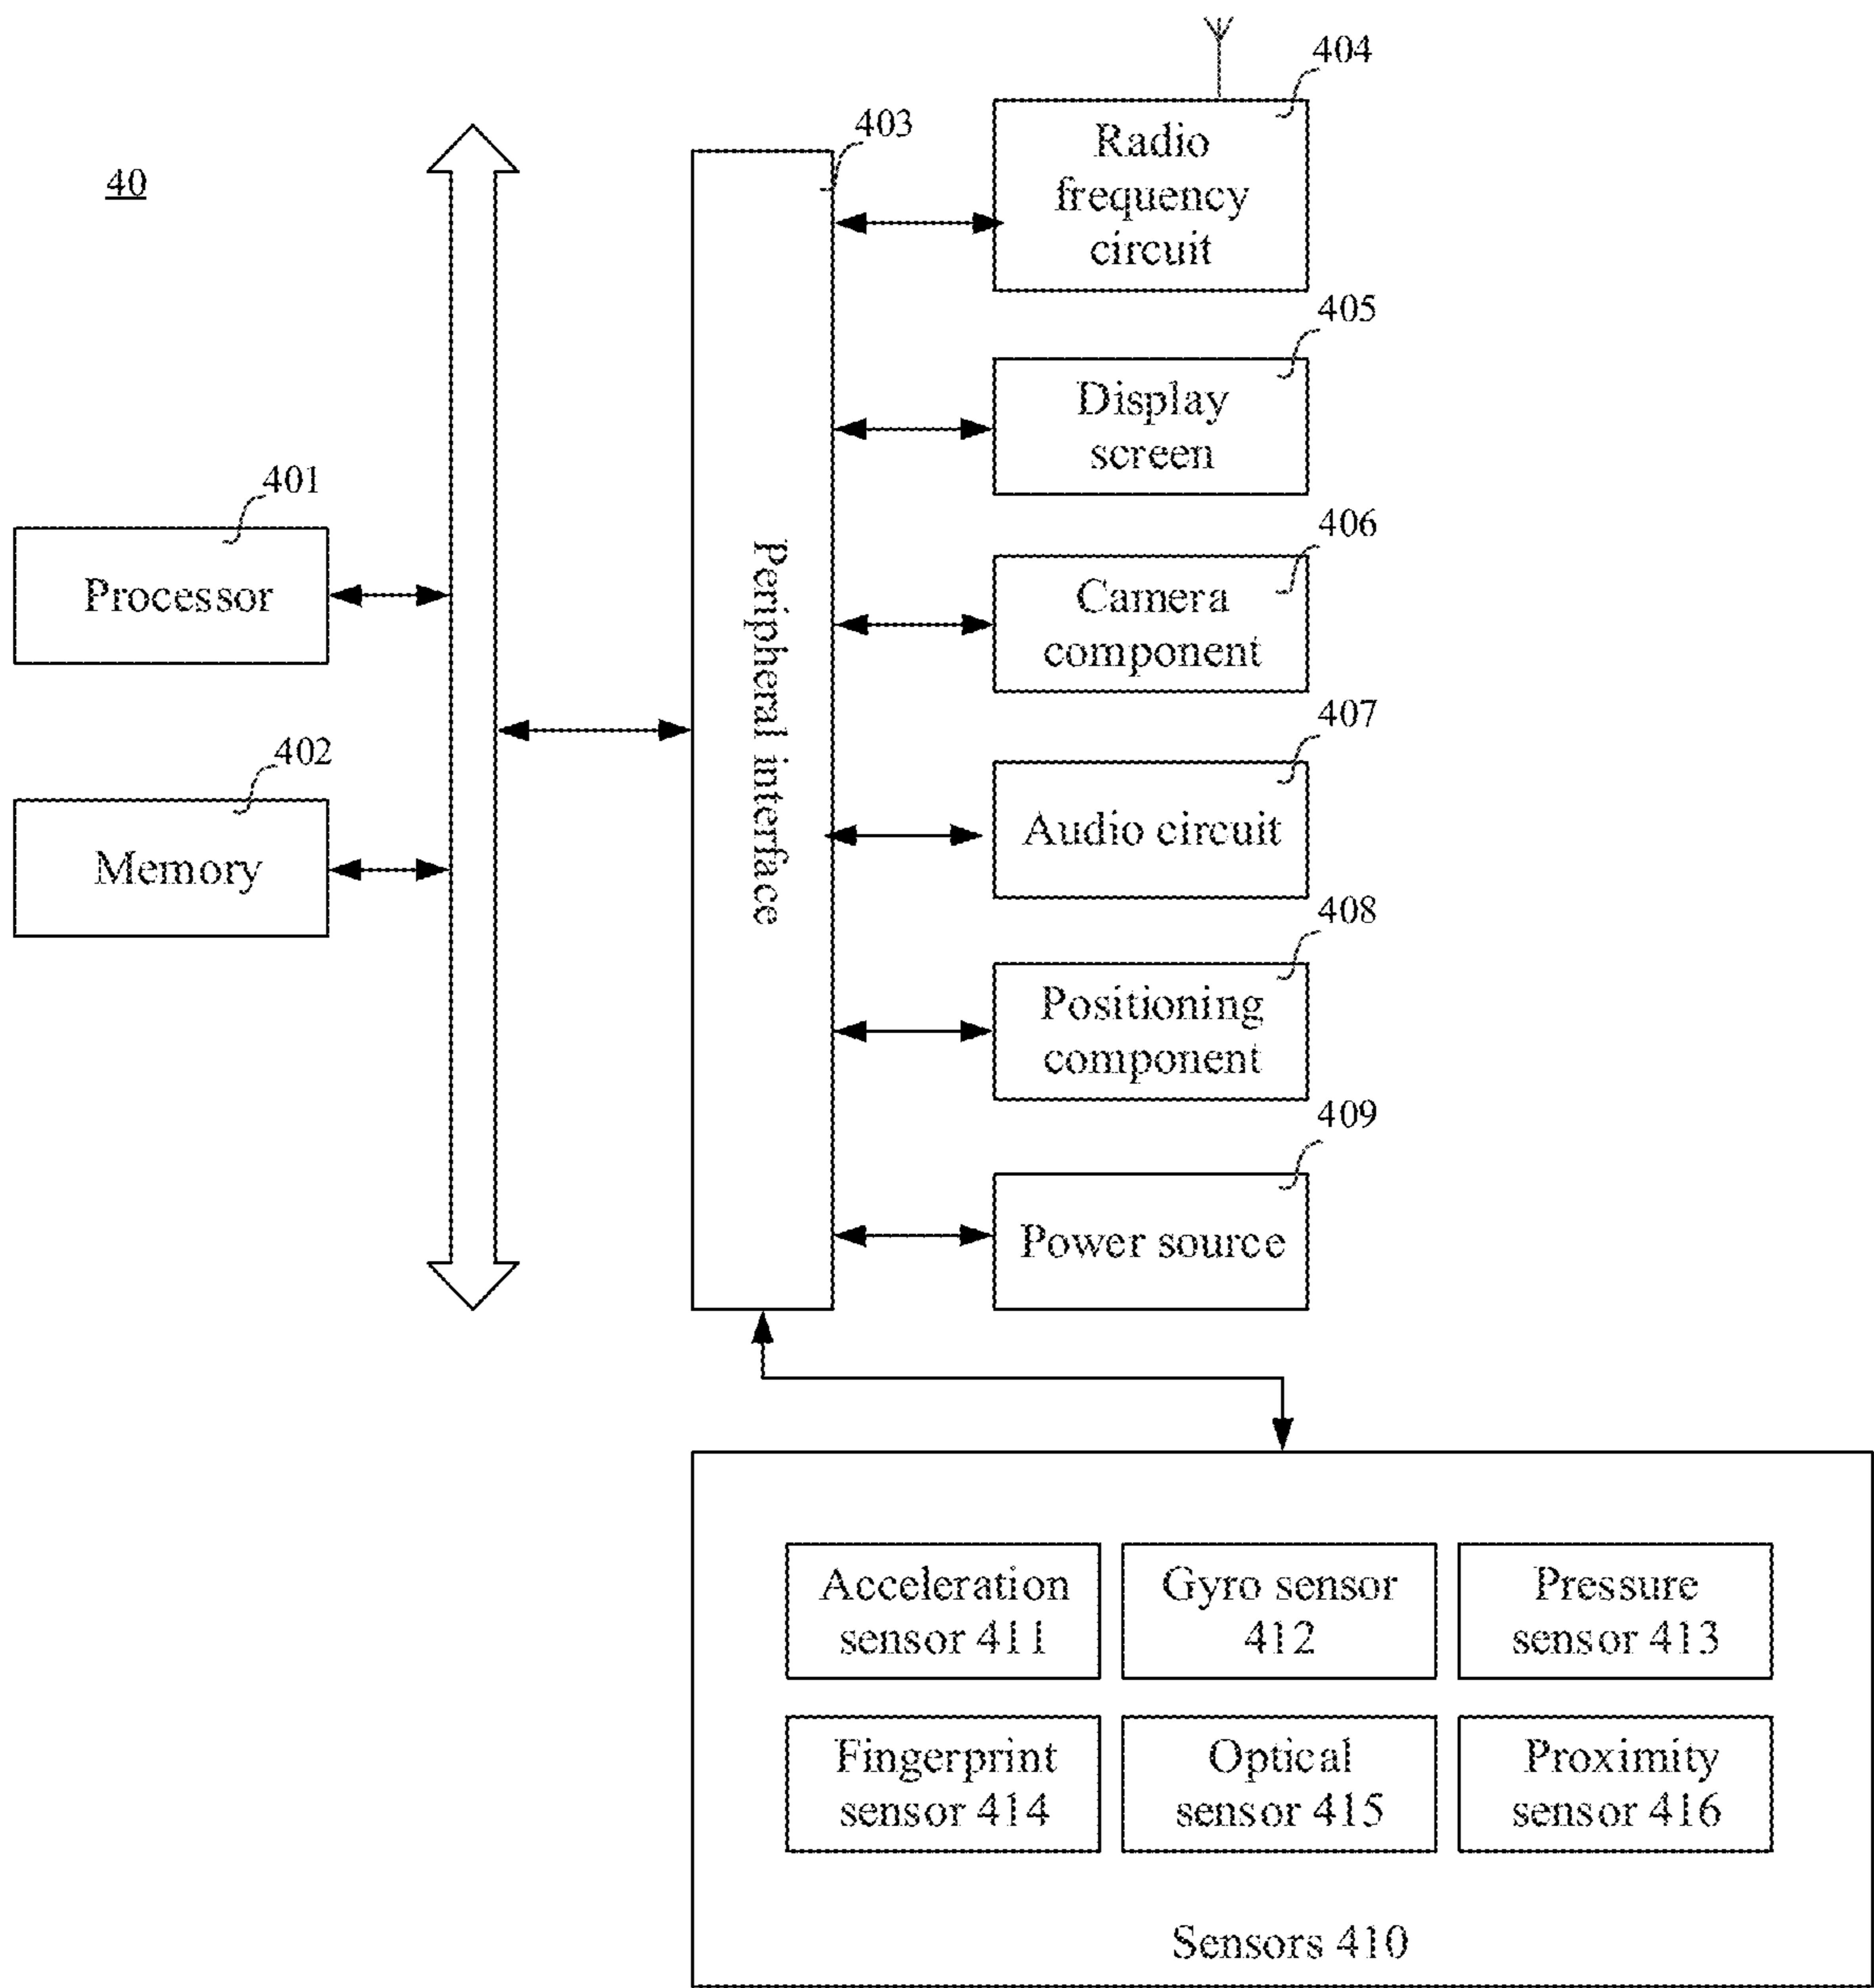 40
401
Processor
402
Memory
403
Peripheral interface
404
Radio
frequency
circuit
405
Display
screen
406
Camera
component
407
Audio circuit
408
Positioning
component
409
Power source
Acceleration
sensor 411
Gyro sensor
412
Pressure
sensor 413
Fingerprint
sensor 414
Optical
sensor 415
Proximity
sensor 416
Sensors 410